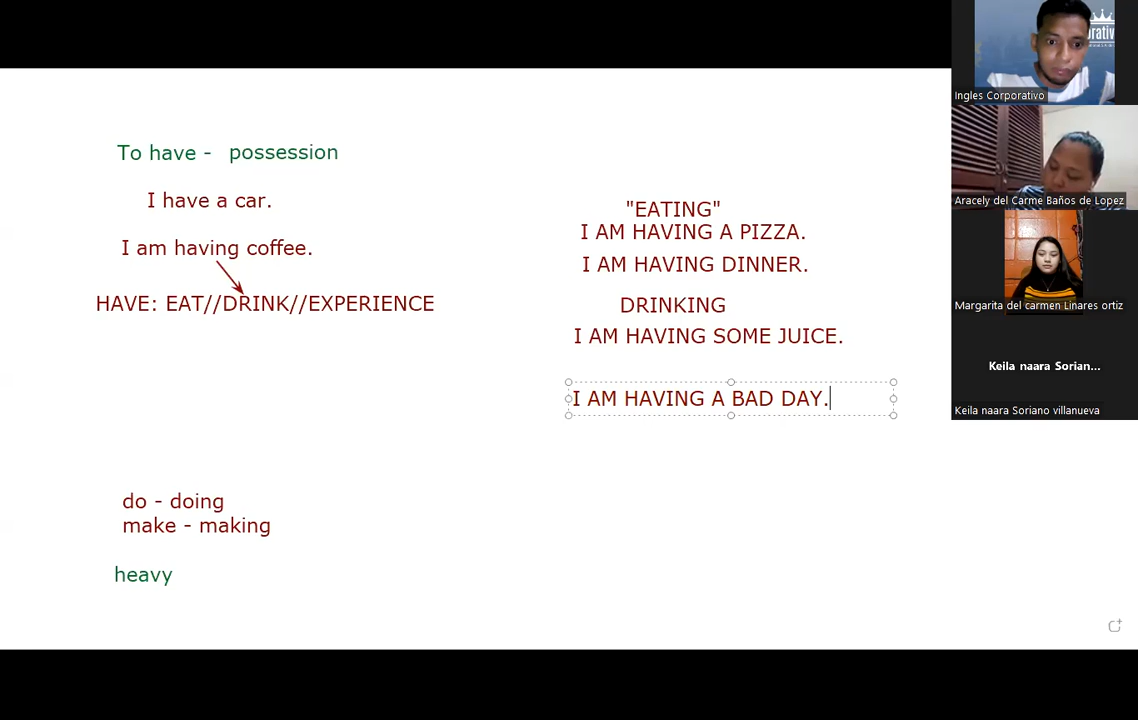 To have - possession
I have a car.
I am having coffee.
HAVE: EAT//DRINK//EXPERIENCE
do - doing
make - making
heavy
"EATING"
I AM HAVING A PIZZA.
I AM HAVING DINNER.
DRINKING
I AM HAVING SOME JUICE.
I AM HAVING A BAD DAY.
Ingles Corporativo
Aracely del Carme Baños de Lopez
Margarita del carmen Linares ortiz
Keila naara Sorian...
Keila naara Soriano villanueva